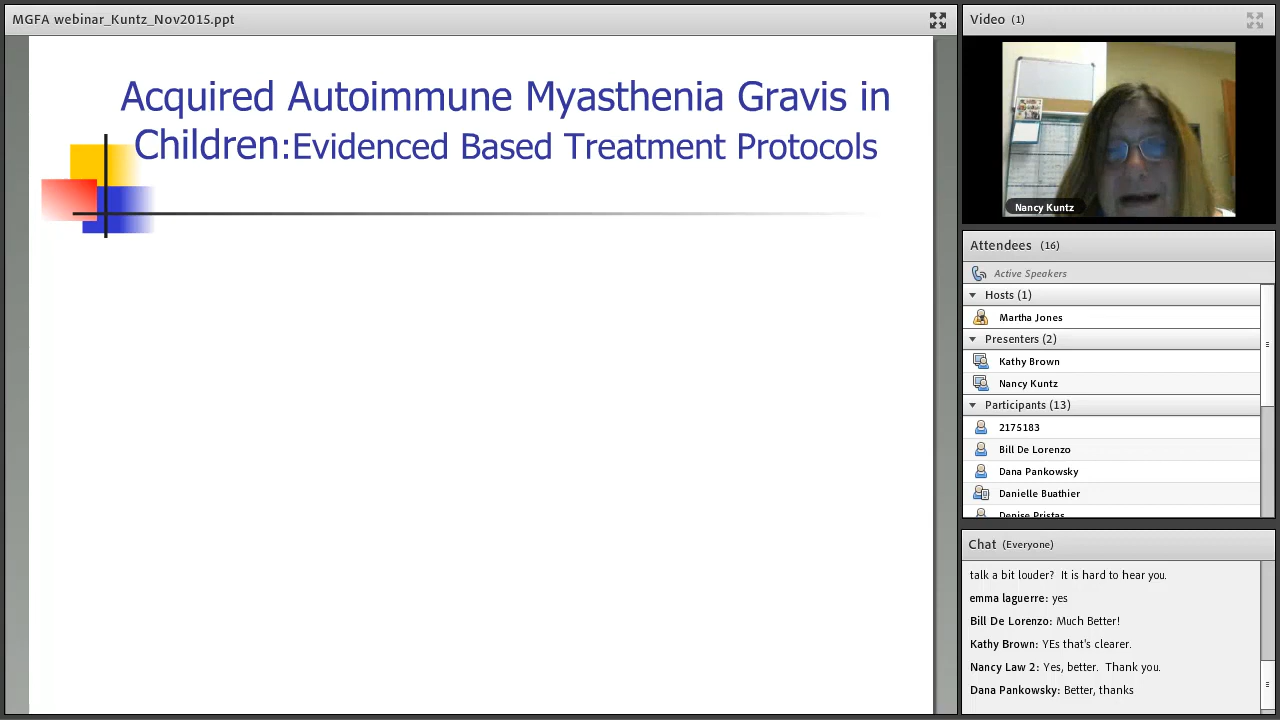 MGFA webinar_Kuntz_Nov2015.ppt
Acquired Autoimmune Myasthenia Gravis in
Children:Evidenced Based Treatment Protocols
Video (1)
Nancy Kuntz
Attendees (16)
Active Speakers
Hosts (1)
Martha Jones
Presenters (2)
Kathy Brown
Nancy Kuntz
Participants (13)
2175183
Bill De Lorenzo
Dana Pankowsky
Danielle Buathier
Denise Pristas
Chat (Everyone)
talk a bit louder? It is hard to hear you.
emma laguerre: yes
Bill De Lorenzo: Much Better!
Kathy Brown: YEs that's clearer.
Nancy Law 2: Yes, better. Thank you.
Dana Pankowsky: Better, thanks